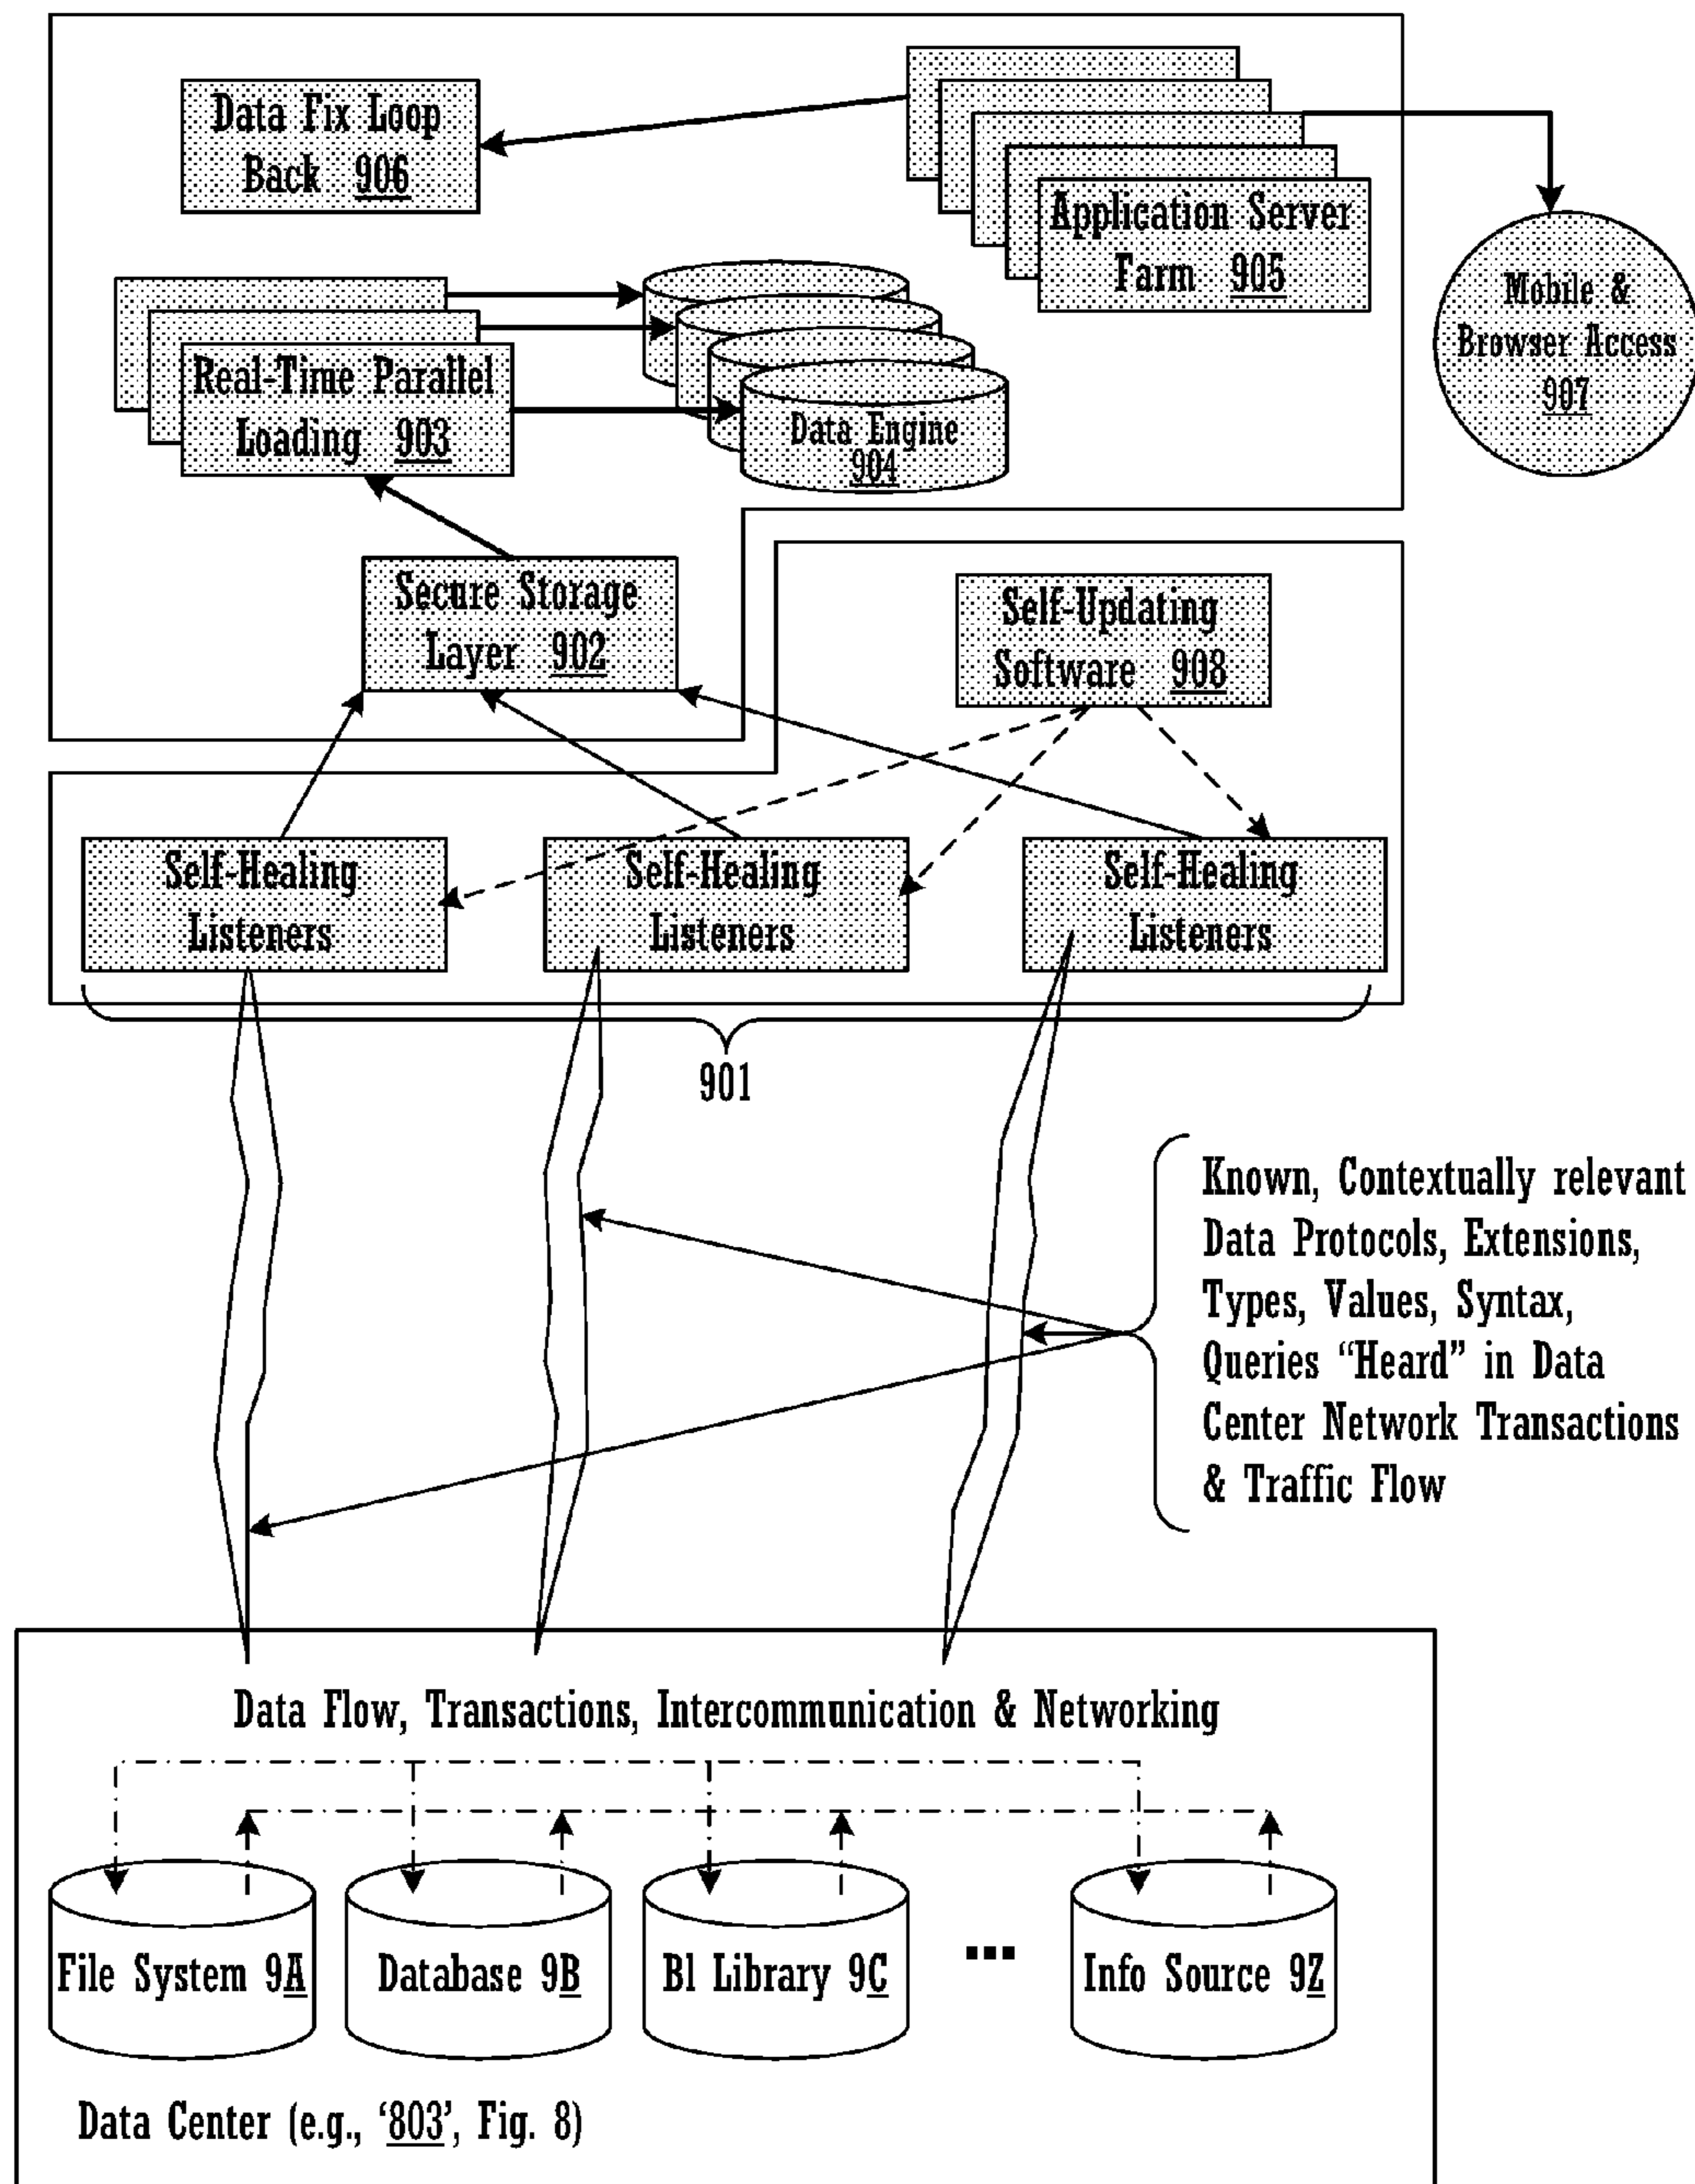 Data Fix Loop
Back 906
Application Server
Farm 905
Mobile &
Browser Access
907
Real-Time Parallel
Loading 903
Data Engine
904
Secure Storage
Layer 902
Self-Updating
Software 908
Self-Healing
Listeners
Self-Healing
Listeners
Self-Healing
Listeners
901
Known, Contextually relevant
Data Protocols, Extensions,
Types, Values, Syntax,
Queries “Heard” in Data
Center Network Transactions
& Traffic Flow
Data Flow, Transactions, Intercommunication & Networking
File System 9A
Database 9B
Bl Library 9C
...
Info Source 9Z
Data Center (e.g., ‘803’, Fig. 8)